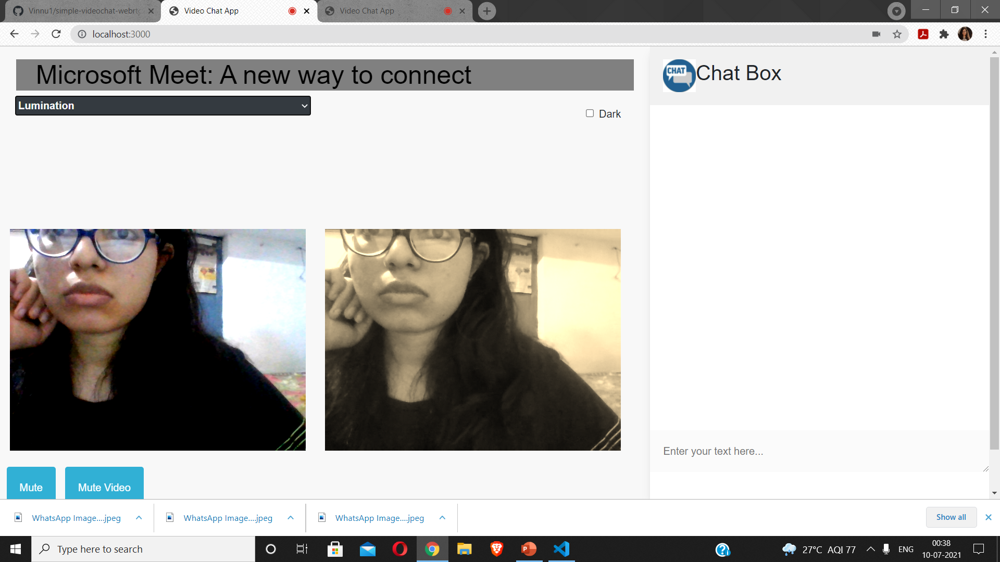 Vinnu1/simple-videochat-webrtc
Video Chat App
Video Chat App
localhost:3000
Microsoft Meet: A new way to connect
Lumination
Dark
CHAT
Chat Box
Enter your text here...
Mute
Mute Video
WhatsApp Image....jpeg
WhatsApp Image....jpeg
WhatsApp Image....jpeg
Show all
Type here to search
27°C AQI 77
ENG
00:38
10-07-2021